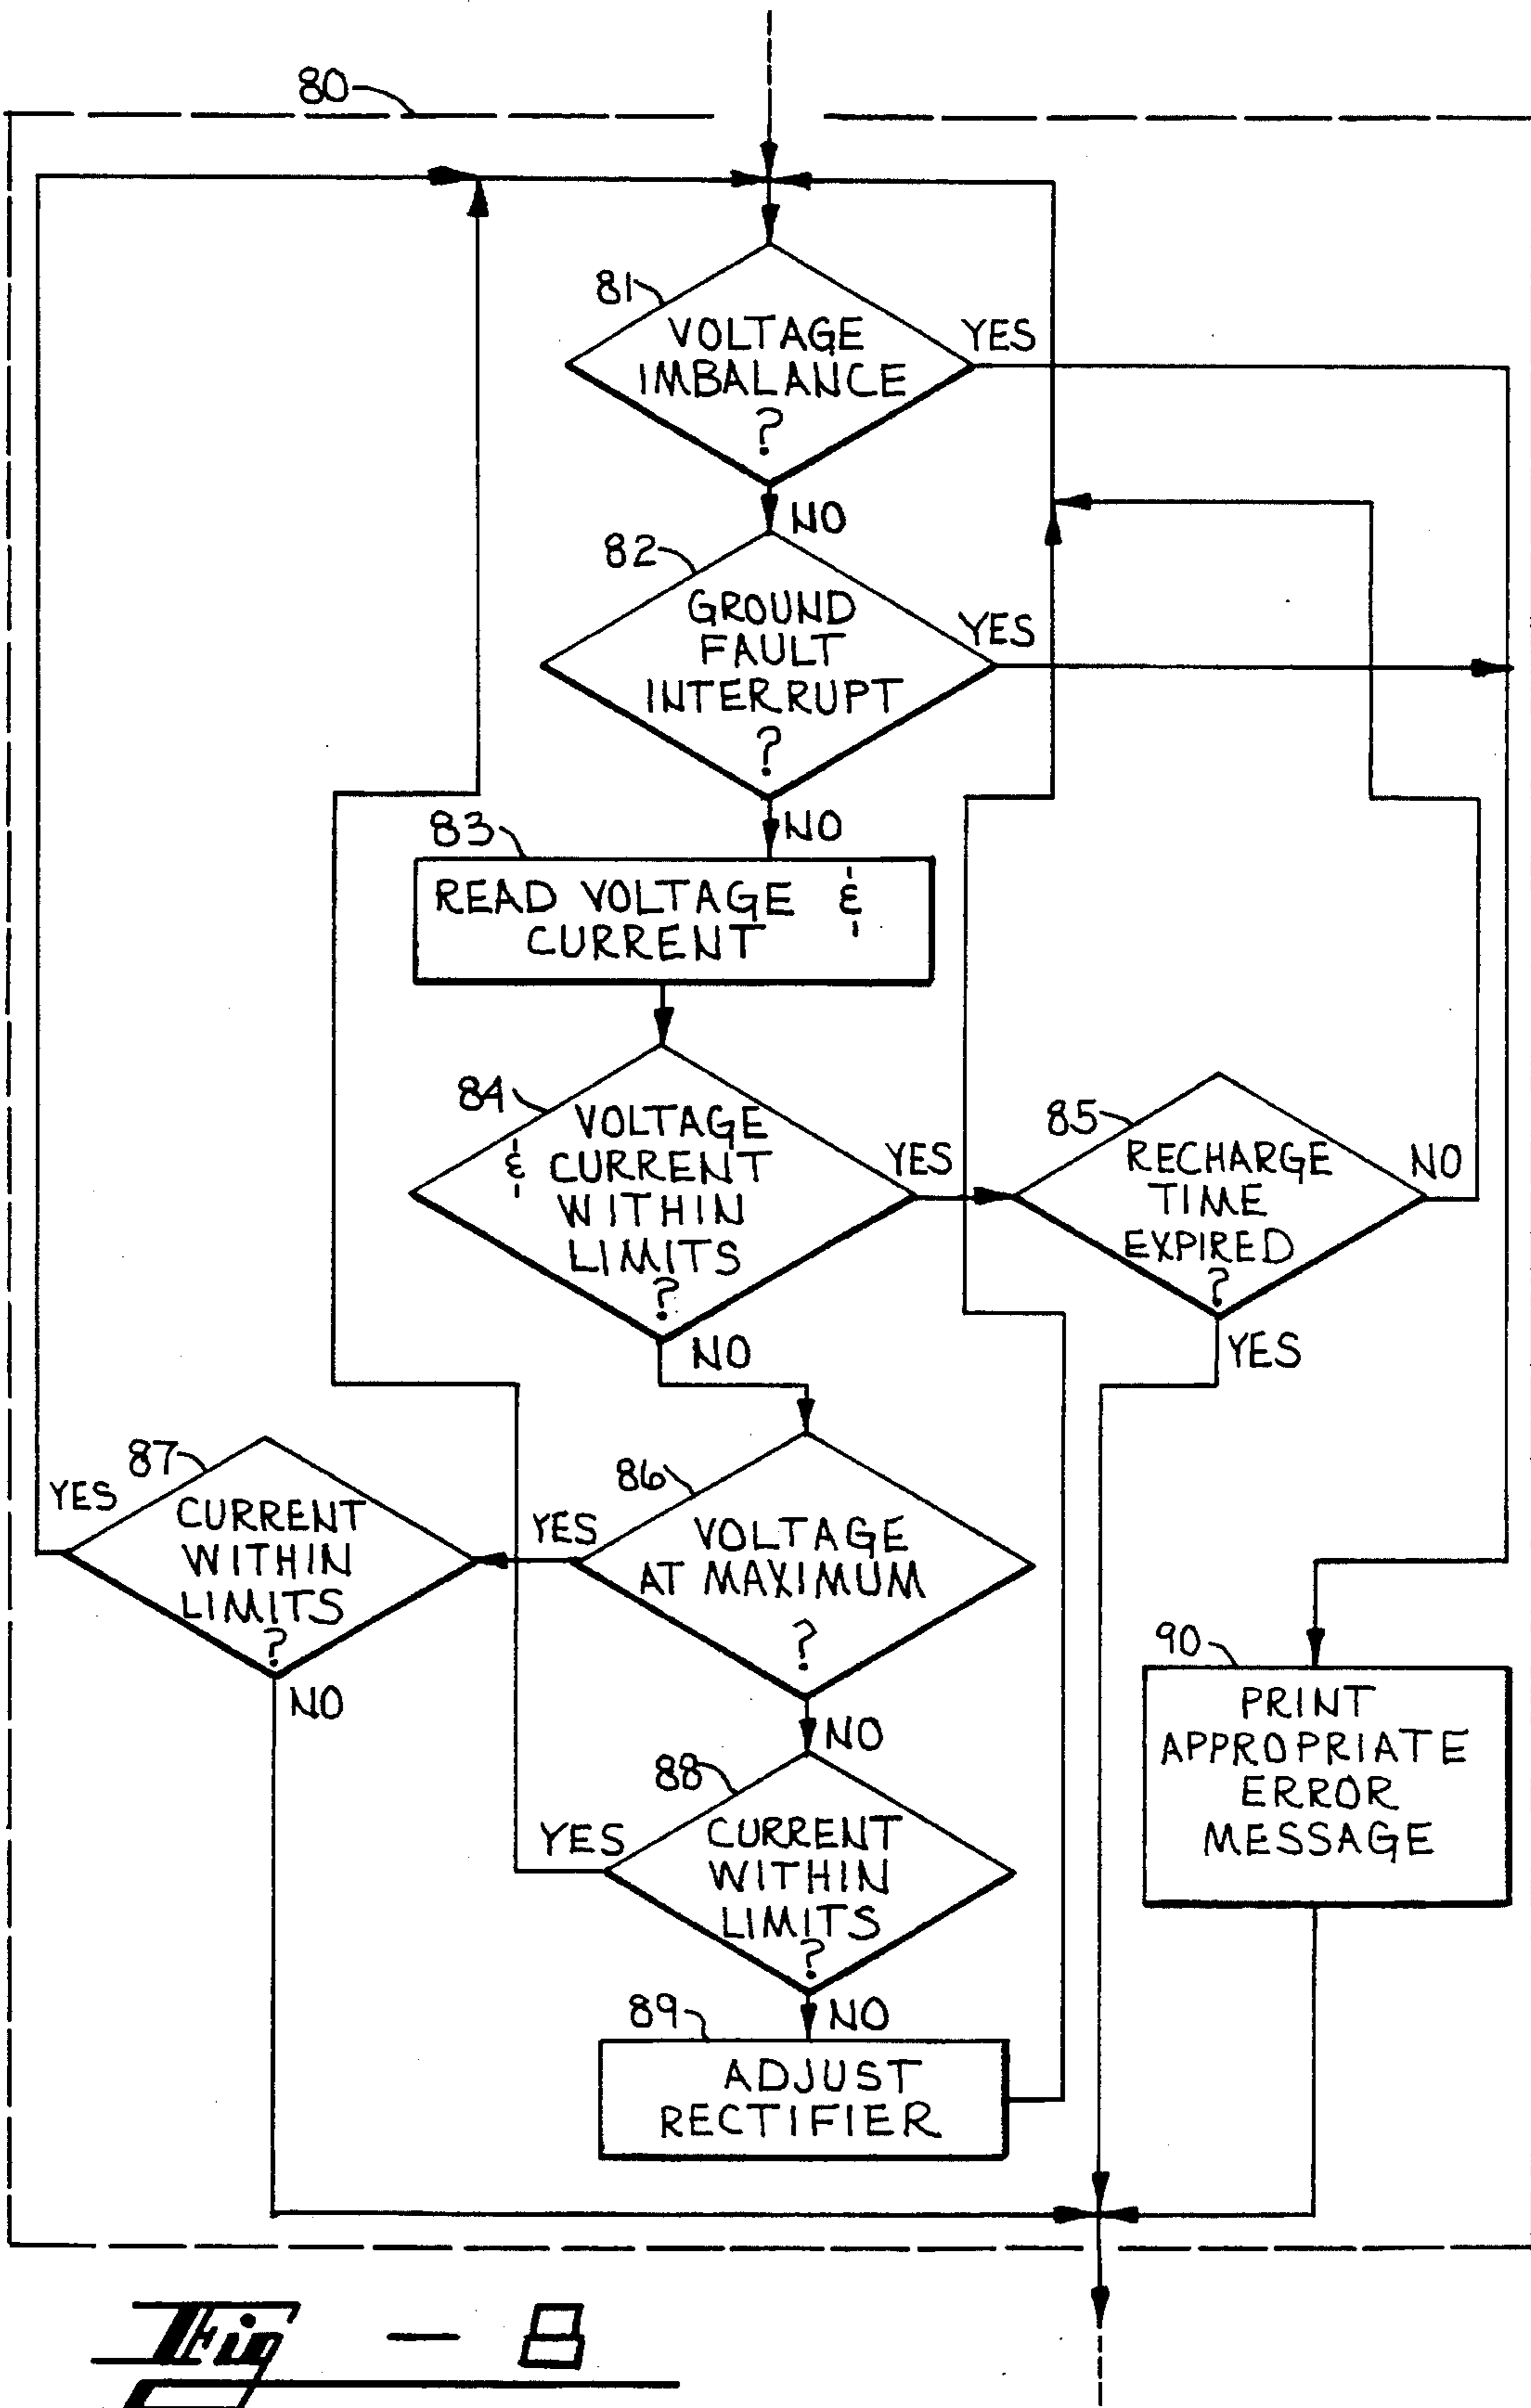 80
81
VOLTAGE
IMBALANCE
?
YES
NO
82
GROUND
FAULT
INTERRUPT
?
YES
NO
83
READ VOLTAGE &
CURRENT
84
VOLTAGE
& CURRENT
WITHIN
LIMITS
?
YES
NO
85
RECHARGE
TIME
EXPIRED
?
NO
YES
86
VOLTAGE
AT MAXIMUM
?
YES
NO
87
CURRENT
WITHIN
LIMITS
?
YES
NO
88
CURRENT
WITHIN
LIMITS
?
YES
NO
89
ADJUST
RECTIFIER
90
PRINT
APPROPRIATE
ERROR
MESSAGE
Fig - 8